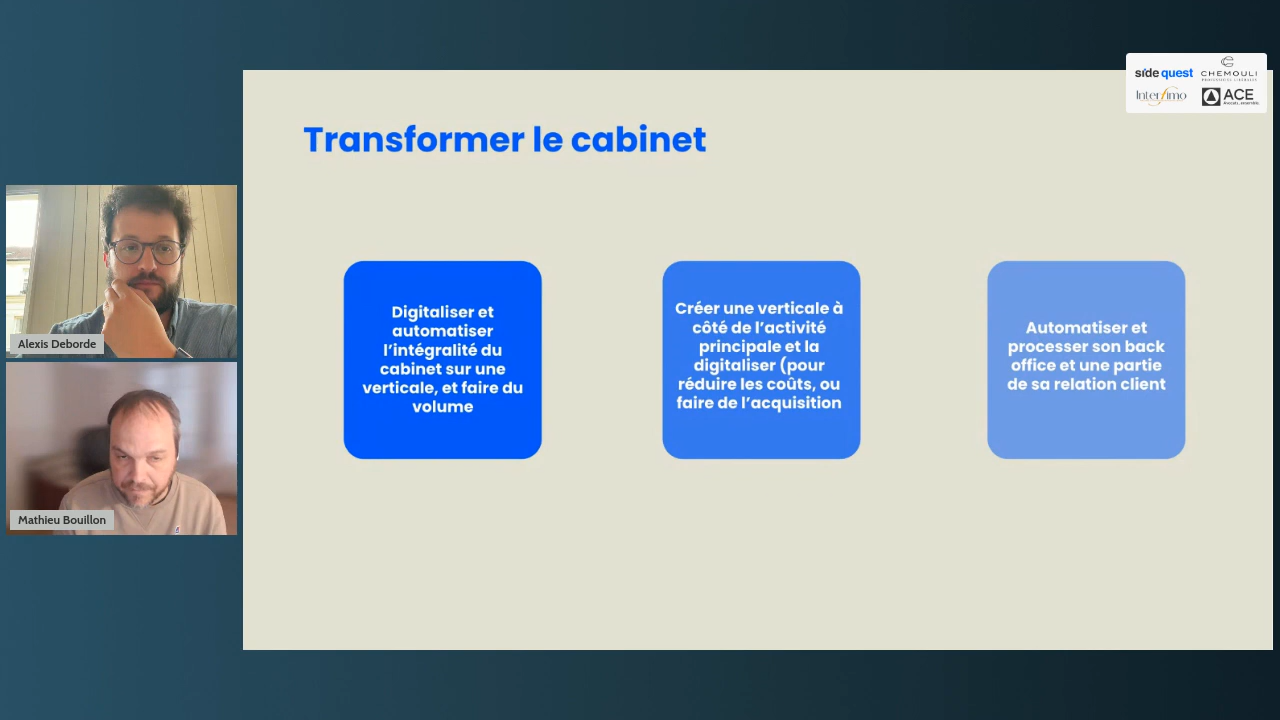 side quest
CHEMOULI
Interfimo
ACE
Transformer le cabinet
Digitaliser et
automatiser
l'intégralité du
cabinet sur une
verticale, et faire du
volume
Créer une verticale à
côté de l'activité
principale et la
digitaliser (pour
réduire les coûts, ou
faire de l'acquisition
Automatiser et
processer son back
office et une partie
de sa relation client
Alexis Deborde
Mathieu Bouillon